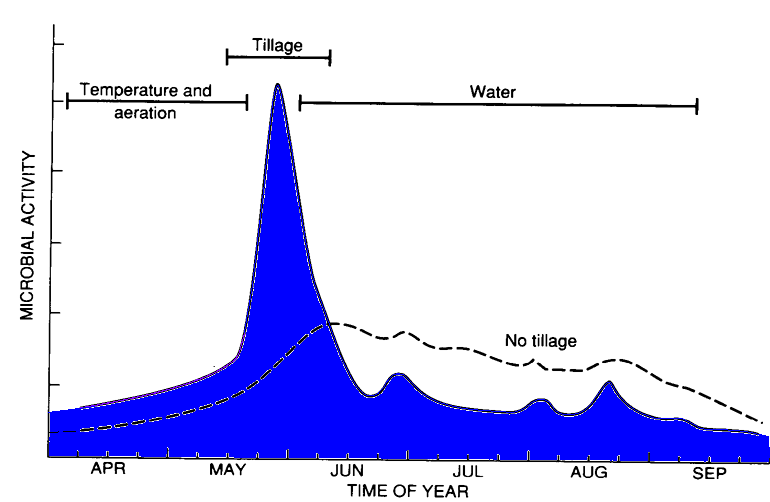 Tillage
Temperature and
aeration
Water
MICROBIAL ACTIVITY
No tillage
APR MAY JUN JUL AUG SEP
TIME OF YEAR